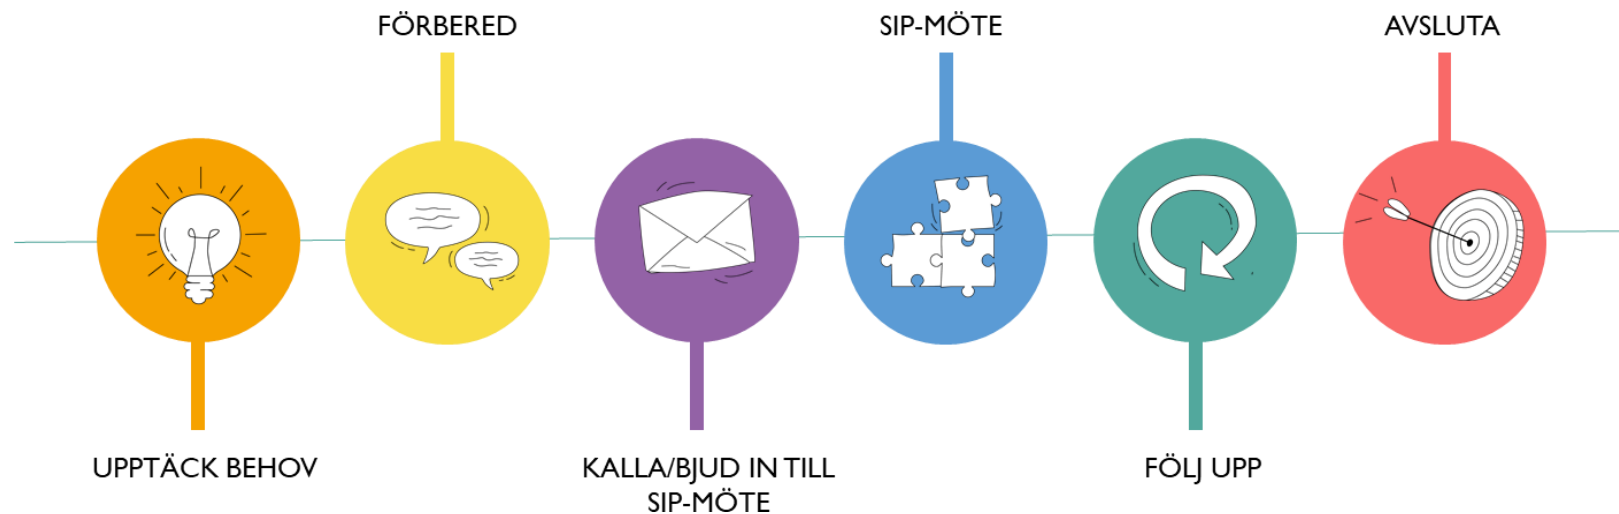 FÖRBERED
SIP-MÖTE
AVSLUTA
UPPTÄCK BEHOV
KALLA/BJUD IN TILL
SIP-MÖTE
FÖLJ UPP